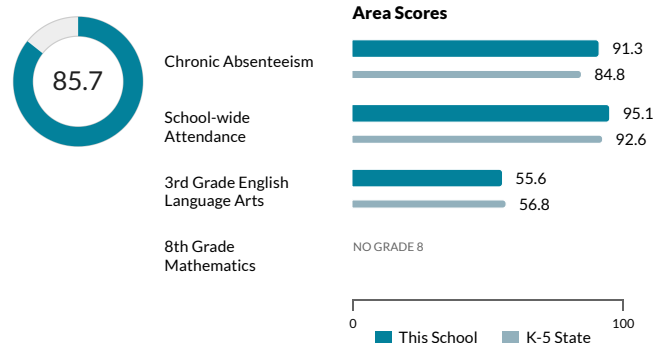 Area Scores
85.7
Chronic Absenteeism
91.3
84.8
School-wide
Attendance
95.1
92.6
3rd Grade English
Language Arts
55.6
56.8
8th Grade
Mathematics
NO GRADE 8
0
100
This School
K-5 State